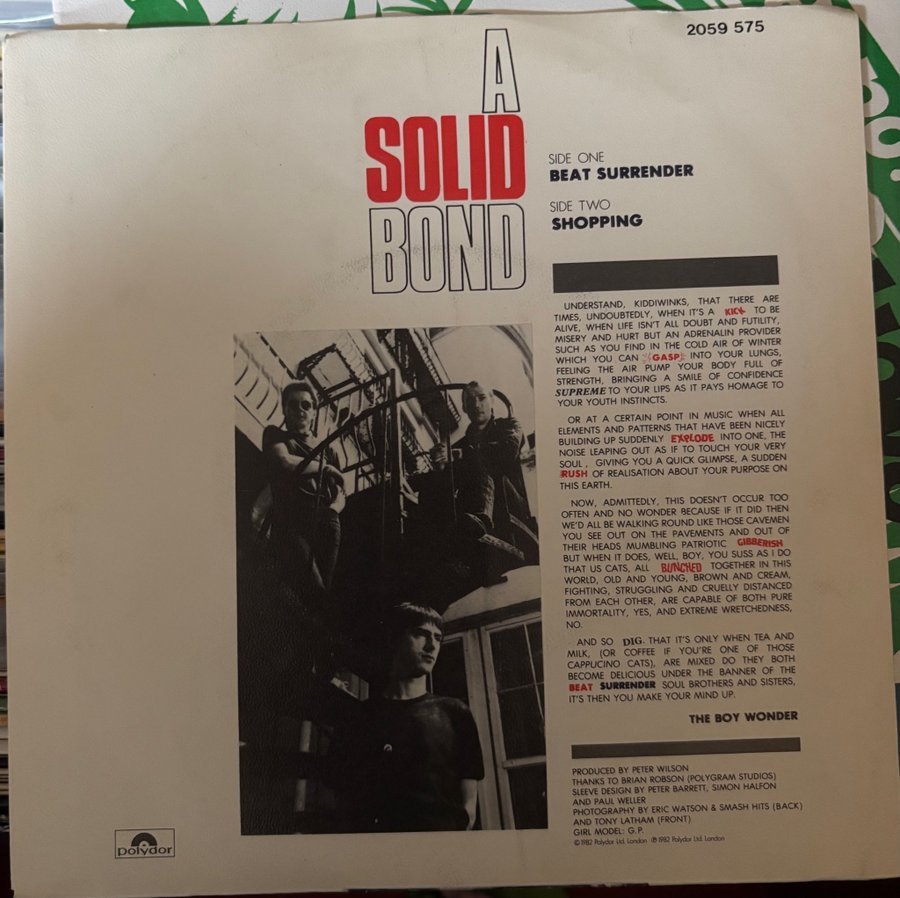 2059 575
A
SOLID
BOND
SIDE ONE
BEAT SURRENDER
SIDE TWO
SHOPPING
UNDERSTAND, KIDDIWINKS, THAT THERE ARE
TIMES, UNDOUBTEDLY, WHEN IT'S A KICK TO BE
ALIVE, WHEN LIFE ISN'T ALL DOUBT AND FUTILITY,
MISERY AND HURT BUT AN ADRENALIN PROVIDER
SUCH AS YOU FIND IN THE COLD AIR OF WINTER
WHICH YOU CAN GASP INTO YOUR LUNGS,
FEELING THE AIR PUMP YOUR BODY FULL OF
STRENGTH, BRINGING A SMILE OF CONFIDENCE
SUPREME TO YOUR LIPS AS IT PAYS HOMAGE TO
YOUR YOUTH INSTINCTS.
OR AT A CERTAIN POINT IN MUSIC WHEN ALL
ELEMENTS AND PATTERNS THAT HAVE BEEN NICELY
BUILDING UP SUDDENLY EXPLODE INTO ONE, THE
NOISE LEAPING OUT AS IF TO TOUCH YOUR VERY
SOUL, GIVING YOU A QUICK GLIMPSE, A SUDDEN
RUSH OF REALISATION ABOUT YOUR PURPOSE ON
THIS EARTH.
NOW, ADMITTEDLY, THIS DOESN'T OCCUR TOO
OFTEN AND NO WONDER BECAUSE IF IT DID THEN
WE'D ALL BE WALKING ROUND LIKE THOSE CAVEMEN
YOU SEE OUT ON THE PAVEMENTS AND OUT OF
THEIR HEADS MUMBLING PATRIOTIC GIBBERISH
BUT WHEN IT DOES, WELL, BOY, YOU SUSS AS I DO
THAT US CATS, ALL BUNCHED TOGETHER IN THIS
WORLD, OLD AND YOUNG, BROWN AND CREAM,
FIGHTING, STRUGGLING AND CRUELLY DISTANCED
FROM EACH OTHER, ARE CAPABLE OF BOTH PURE
IMMORTALITY, YES, AND EXTREME WRETCHEDNESS,
NO.
AND SO DIG. THAT IT'S ONLY WHEN TEA AND
MILK, (OR COFFEE IF YOU'RE ONE OF THOSE
CAPPUCINO CATS), ARE MIXED DO THEY BOTH
BECOME DELICIOUS UNDER THE BANNER OF THE
BEAT SURRENDER SOUL BROTHERS AND SISTERS,
IT'S THEN YOU MAKE YOUR MIND UP.
THE BOY WONDER
PRODUCED BY PETER WILSON
THANKS TO BRIAN ROBSON (POLYGRAM STUDIOS)
SLEEVE DESIGN BY PETER BARRETT, SIMON HALFON
AND PAUL WELLER
PHOTOGRAPHY BY ERIC WATSON & SMASH HITS (BACK)
AND TONY LATHAM (FRONT)
GIRL MODEL: G.P.
© 1982 Polydor Ltd. London ℗ 1982 Polydor Ltd. London
polydor